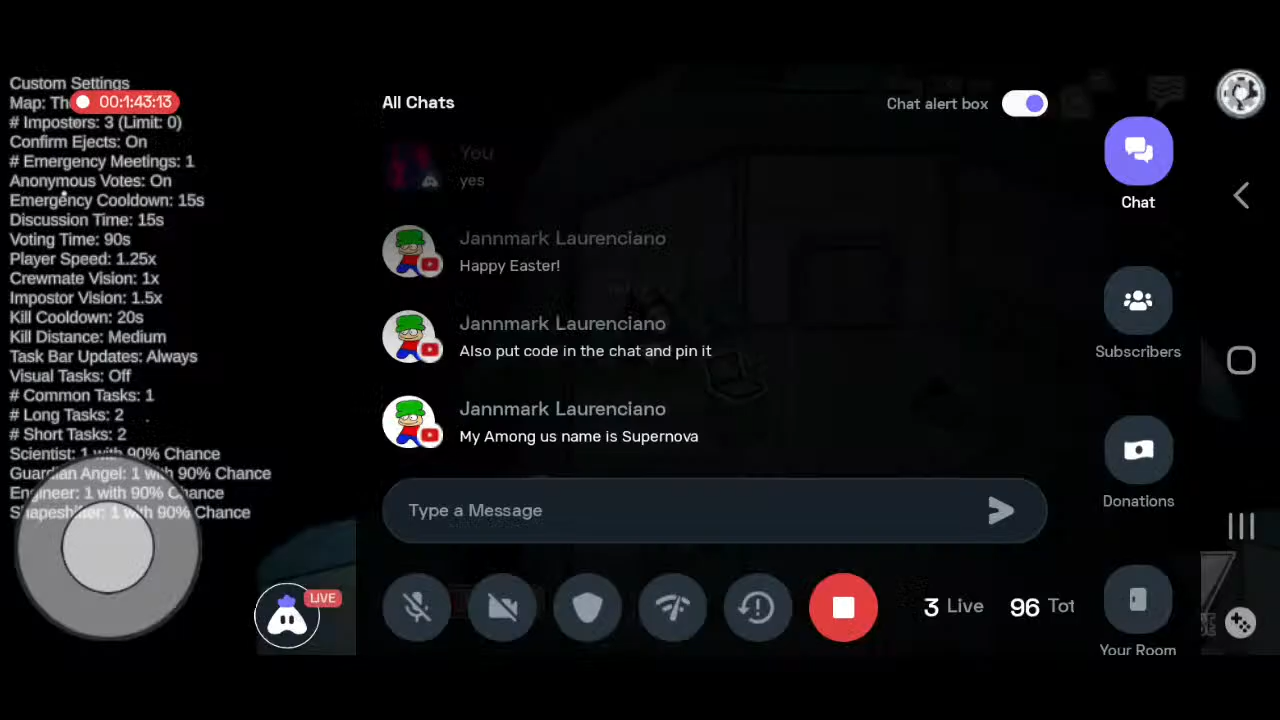 Custom Settings
Map: Th
00:1:43:13
# Impostors: 3 (Limit: 0)
Confirm Ejects: On
# Emergency Meetings: 1
Anonymous Votes: On
Emergency Cooldown: 15s
Discussion Time: 15s
Voting Time: 90s
Player Speed: 1.25x
Crewmate Vision: 1x
Impostor Vision: 1.5x
Kill Cooldown: 20s
Kill Distance: Medium
Task Bar Updates: Always
Visual Tasks: Off
# Common Tasks: 1
# Long Tasks: 2
# Short Tasks: 2
Scientist: 1 with 90% Chance
Guardian Angel: 1 with 90% Chance
Engineer: 1 with 90% Chance
Shapeshifter: 1 with 90% Chance
LIVE
All Chats
Chat alert box
You
yes
Jannmark Laurenciano
Happy Easter!
Jannmark Laurenciano
Also put code in the chat and pin it
Jannmark Laurenciano
My Among us name is Supernova
Type a Message
3 Live
96 Tot
Chat
Subscribers
Donations
Your Room